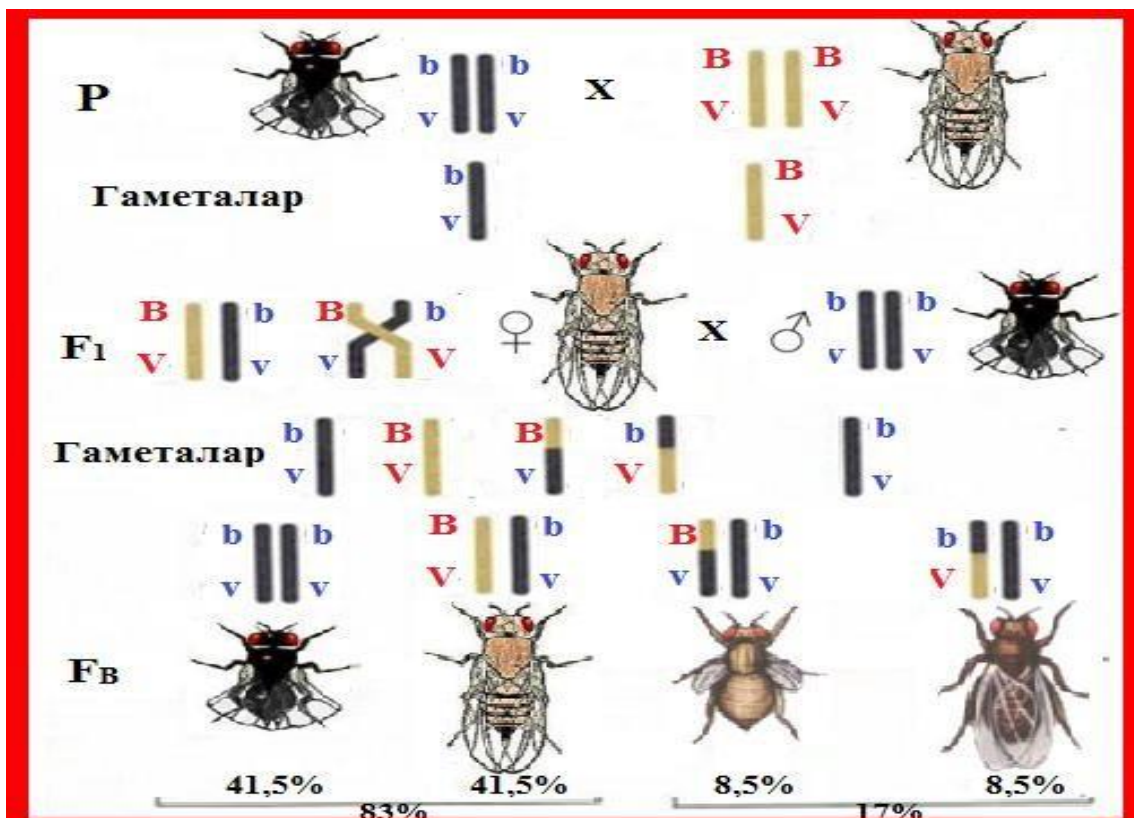 b b B B
P X
v v V V
b B
Гаметалар
v V
B b B b b b
F1 ♀ X ♂
V v v V v v
b B B b b
Гаметалар
v V v V v
b b B b B b b b
v v V v v v V v
FB
41,5% 41,5% 8,5% 8,5%
83% 17%